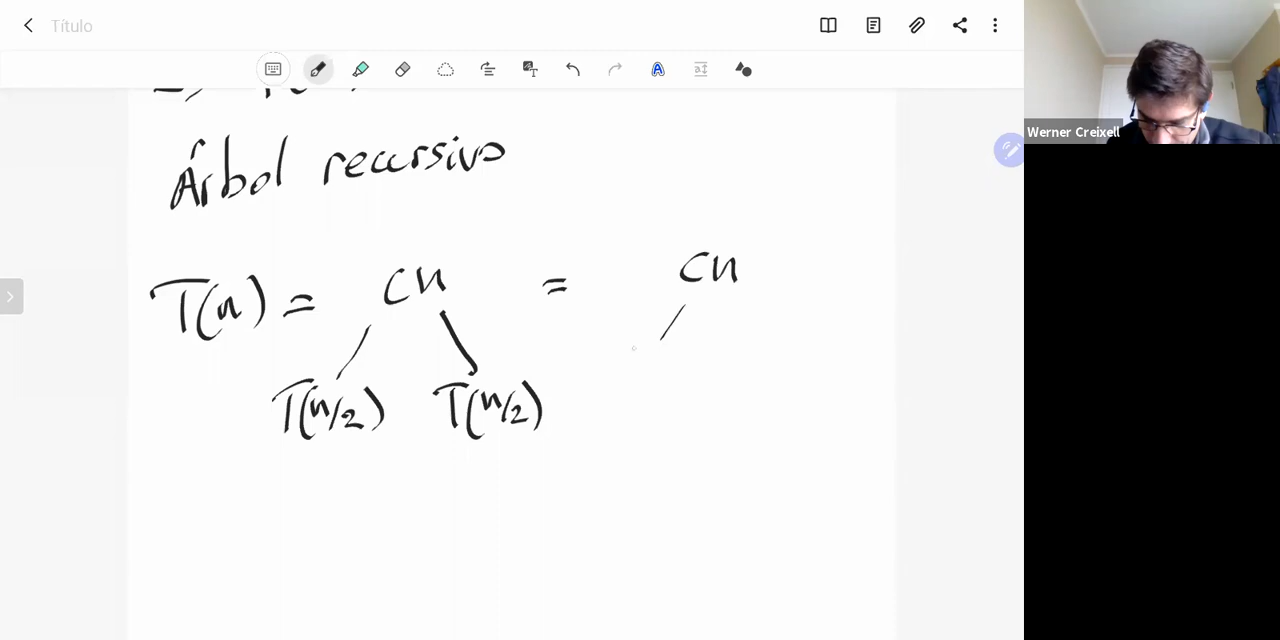 Título
Werner Creixell
Árbol recursivo
T(n) = cn = cn
T(n/2) T(n/2)